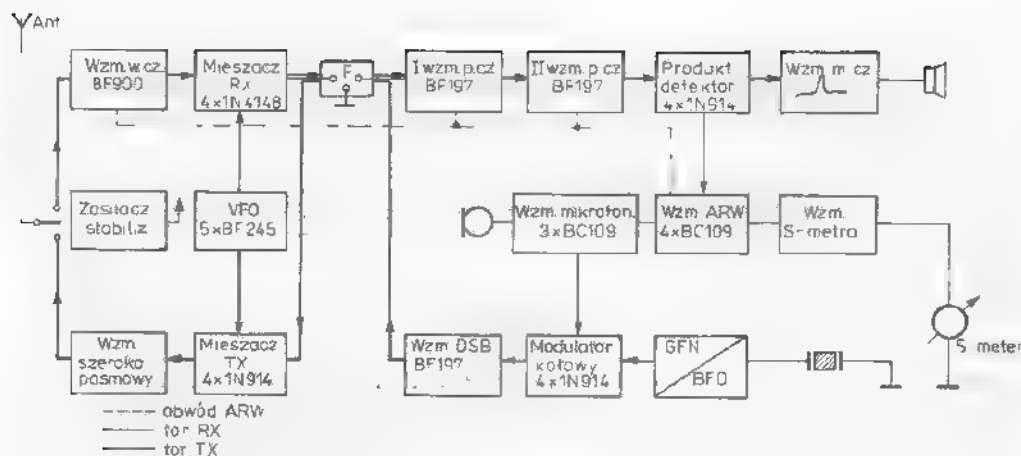 Ant
Wzm.w.cz
BF900
Mieszacz
Rx
4×1N4148
F
I wzm.p.cz
BF197
II wzm.p cz
BF197
Produkt
detektor
4×1N914
Wzm.m.cz
Zasilacz
stabiliz
VFO
5×BF245
Wzm.mikrofon.
3×BC109
Wzm ARW
4×BC109
Wzm.
S-metra
S meter
Wzm.
szeroko
pasmowy
Mieszacz
TX
4×1N914
Wzm DSB
BF197
Modulator
kołowy
4×1N914
GFN
BFO
obwód ARW
tor RX
tor TX